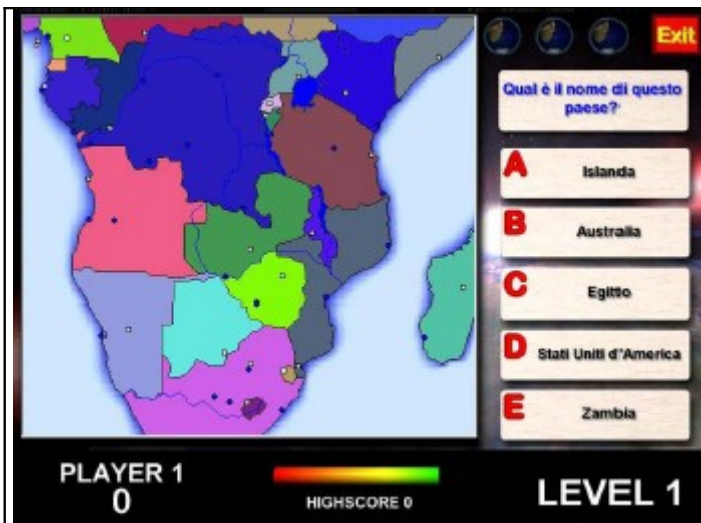 Exit
Qual è il nome di questo
paese?
A Islanda
B Australia
C Egitto
D Stati Uniti d'America
E Zambia
PLAYER 1
0
HIGHSCORE 0
LEVEL 1